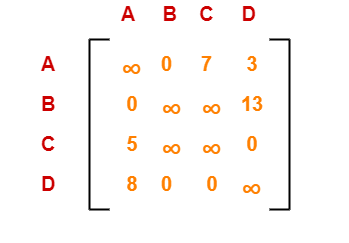 A B C D
A ∞ 0 7 3
B 0 ∞ ∞ 13
C 5 ∞ ∞ 0
D 8 0 0 ∞